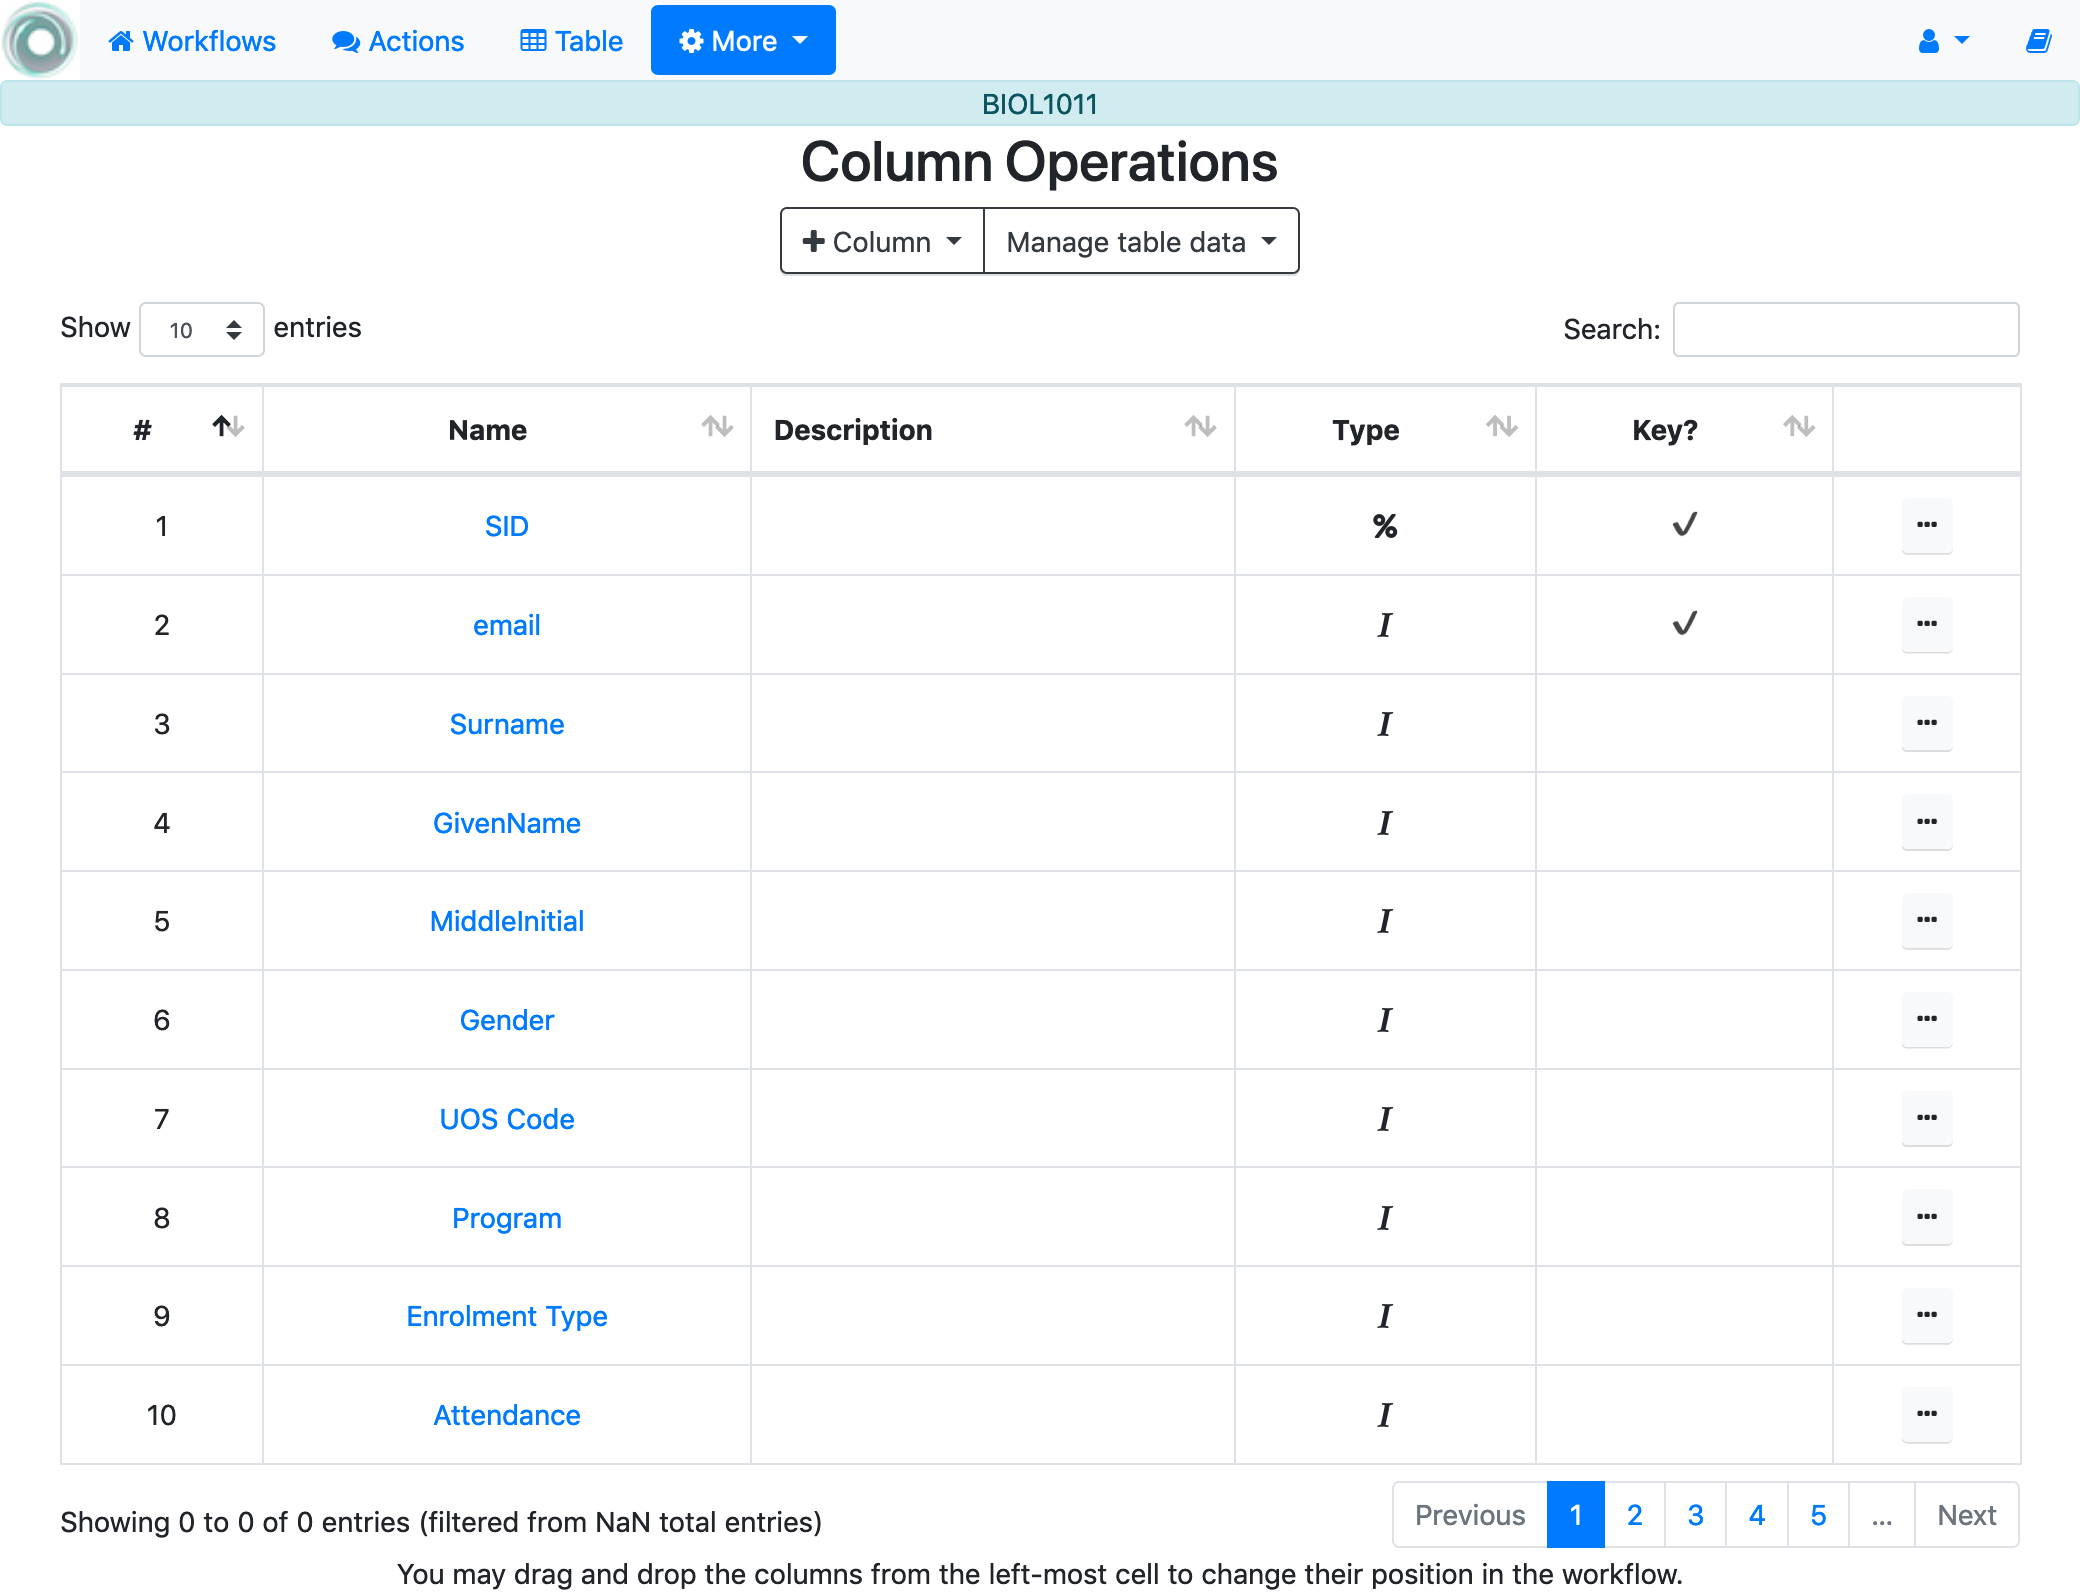 Workflows Actions Table More
BIOL1011
Column Operations
Column Manage table data
Show 10 entries Search:
# Name Description Type Key?
1 SID % ✓ ...
2 email I ✓ ...
3 Surname I ...
4 GivenName I ...
5 MiddleInitial I ...
6 Gender I ...
7 UOS Code I ...
8 Program I ...
9 Enrolment Type I ...
10 Attendance I ...
Showing 0 to 0 of 0 entries (filtered from NaN total entries) Previous 1 2 3 4 5 ... Next
You may drag and drop the columns from the left-most cell to change their position in the workflow.